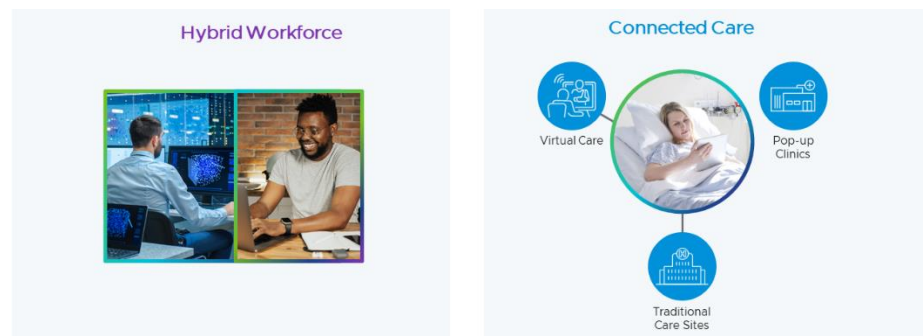 Hybrid Workforce
Connected Care
Virtual Care
Pop-up
Clinics
Traditional
Care Sites